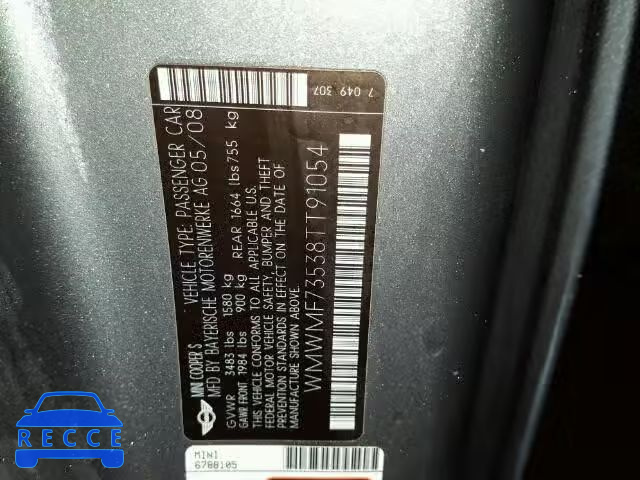 7 049 307
VEHICLE TYPE: PASSENGER CAR
MINI COOPER S
MFD BY BAYERISCHE MOTORENWERKE AG 05/08
GVWR 3483 lbs 1580 kg
GAWR FRONT 1984 lbs 900 kg REAR 1664 lbs 755 kg
THIS VEHICLE CONFORMS TO ALL APPLICABLE U.S.
FEDERAL MOTOR VEHICLE SAFETY, BUMPER AND THEFT
PREVENTION STANDARDS IN EFFECT ON THE DATE OF
MANUFACTURE SHOWN ABOVE.
WMWMF73538TT91054
MINI
6788105
RECCE